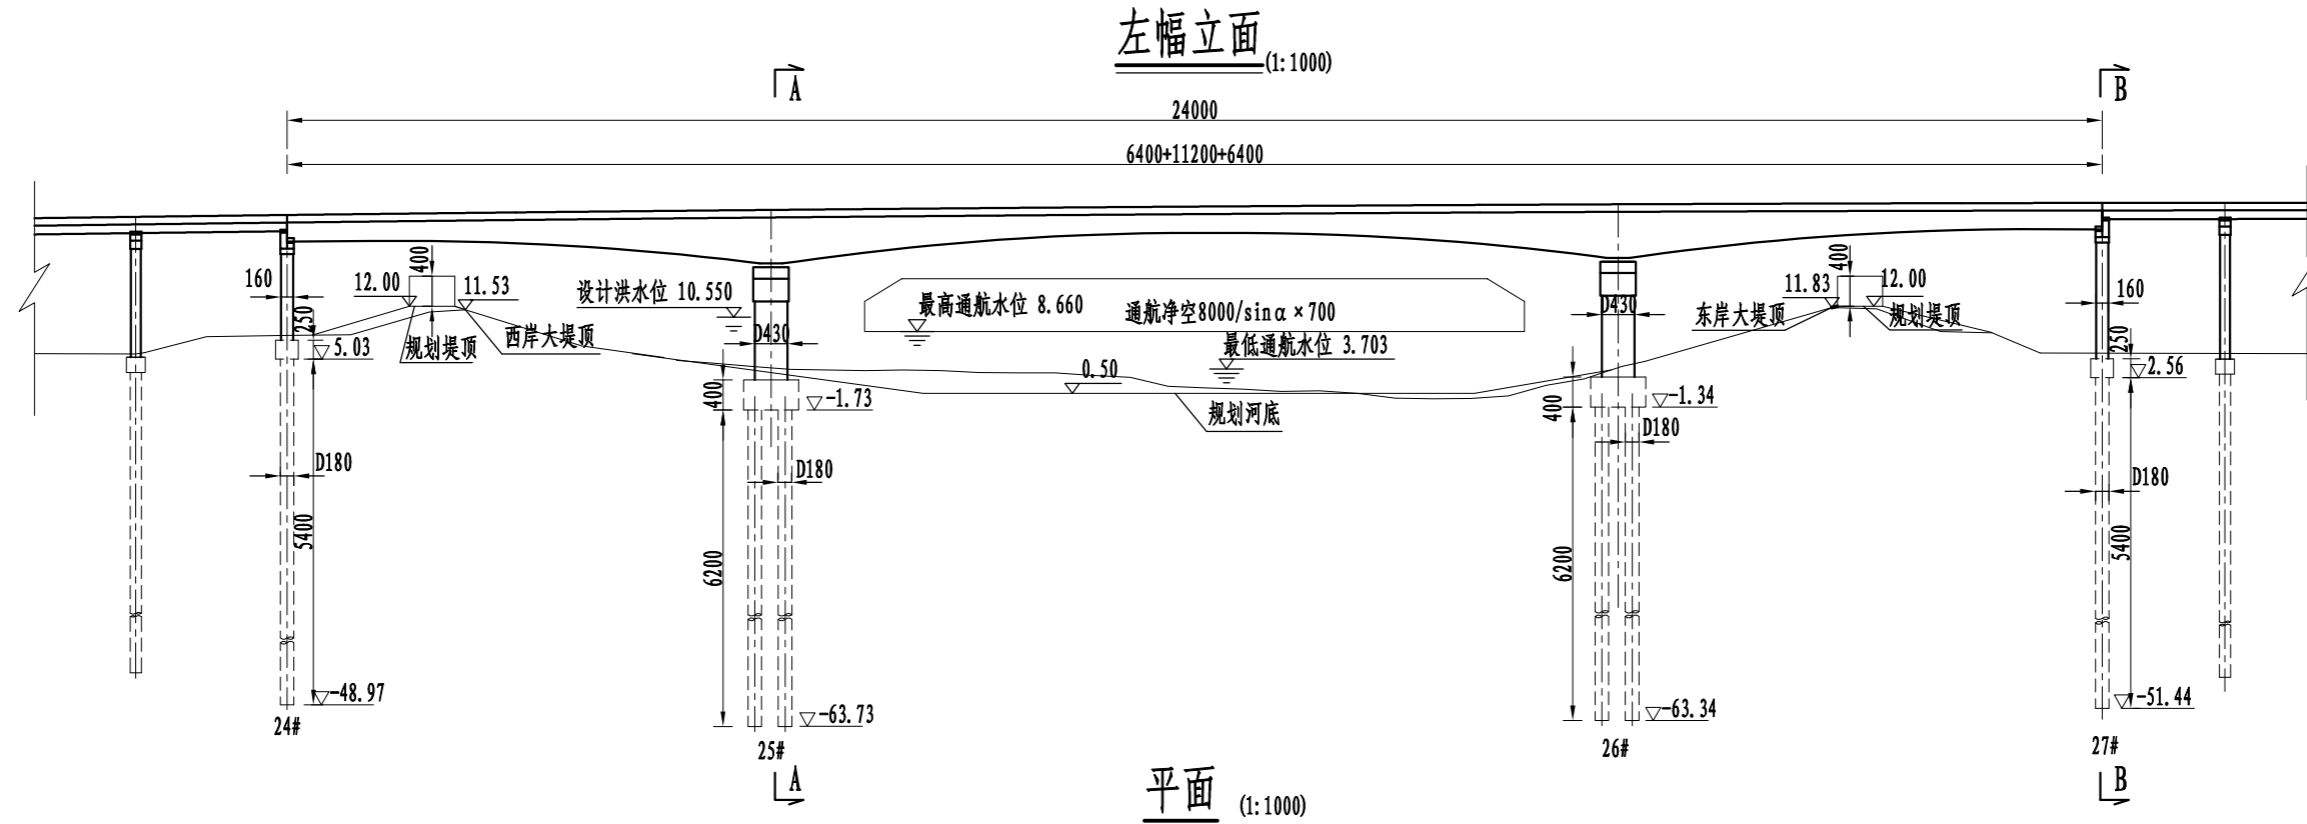 左幅立面
(1:1000)
A
B
24000
6400+11200+6400
400
160
12.00
11.53
设计洪水位 10.550
最高通航水位 8.660
通航净空8000/sinα×700
D430
400
11.83
12.00
160
250
5.03
规划堤顶
西岸大堤顶
D430
最低通航水位 3.703
东岸大堤顶
规划堤顶
250
2.56
400
-1.73
0.50
规划河底
400
-1.34
D180
D180
D180
D180
5400
6200
6200
5400
-48.97
-63.73
-63.34
-51.44
24#
25#
26#
27#
A
B
平面
(1:1000)